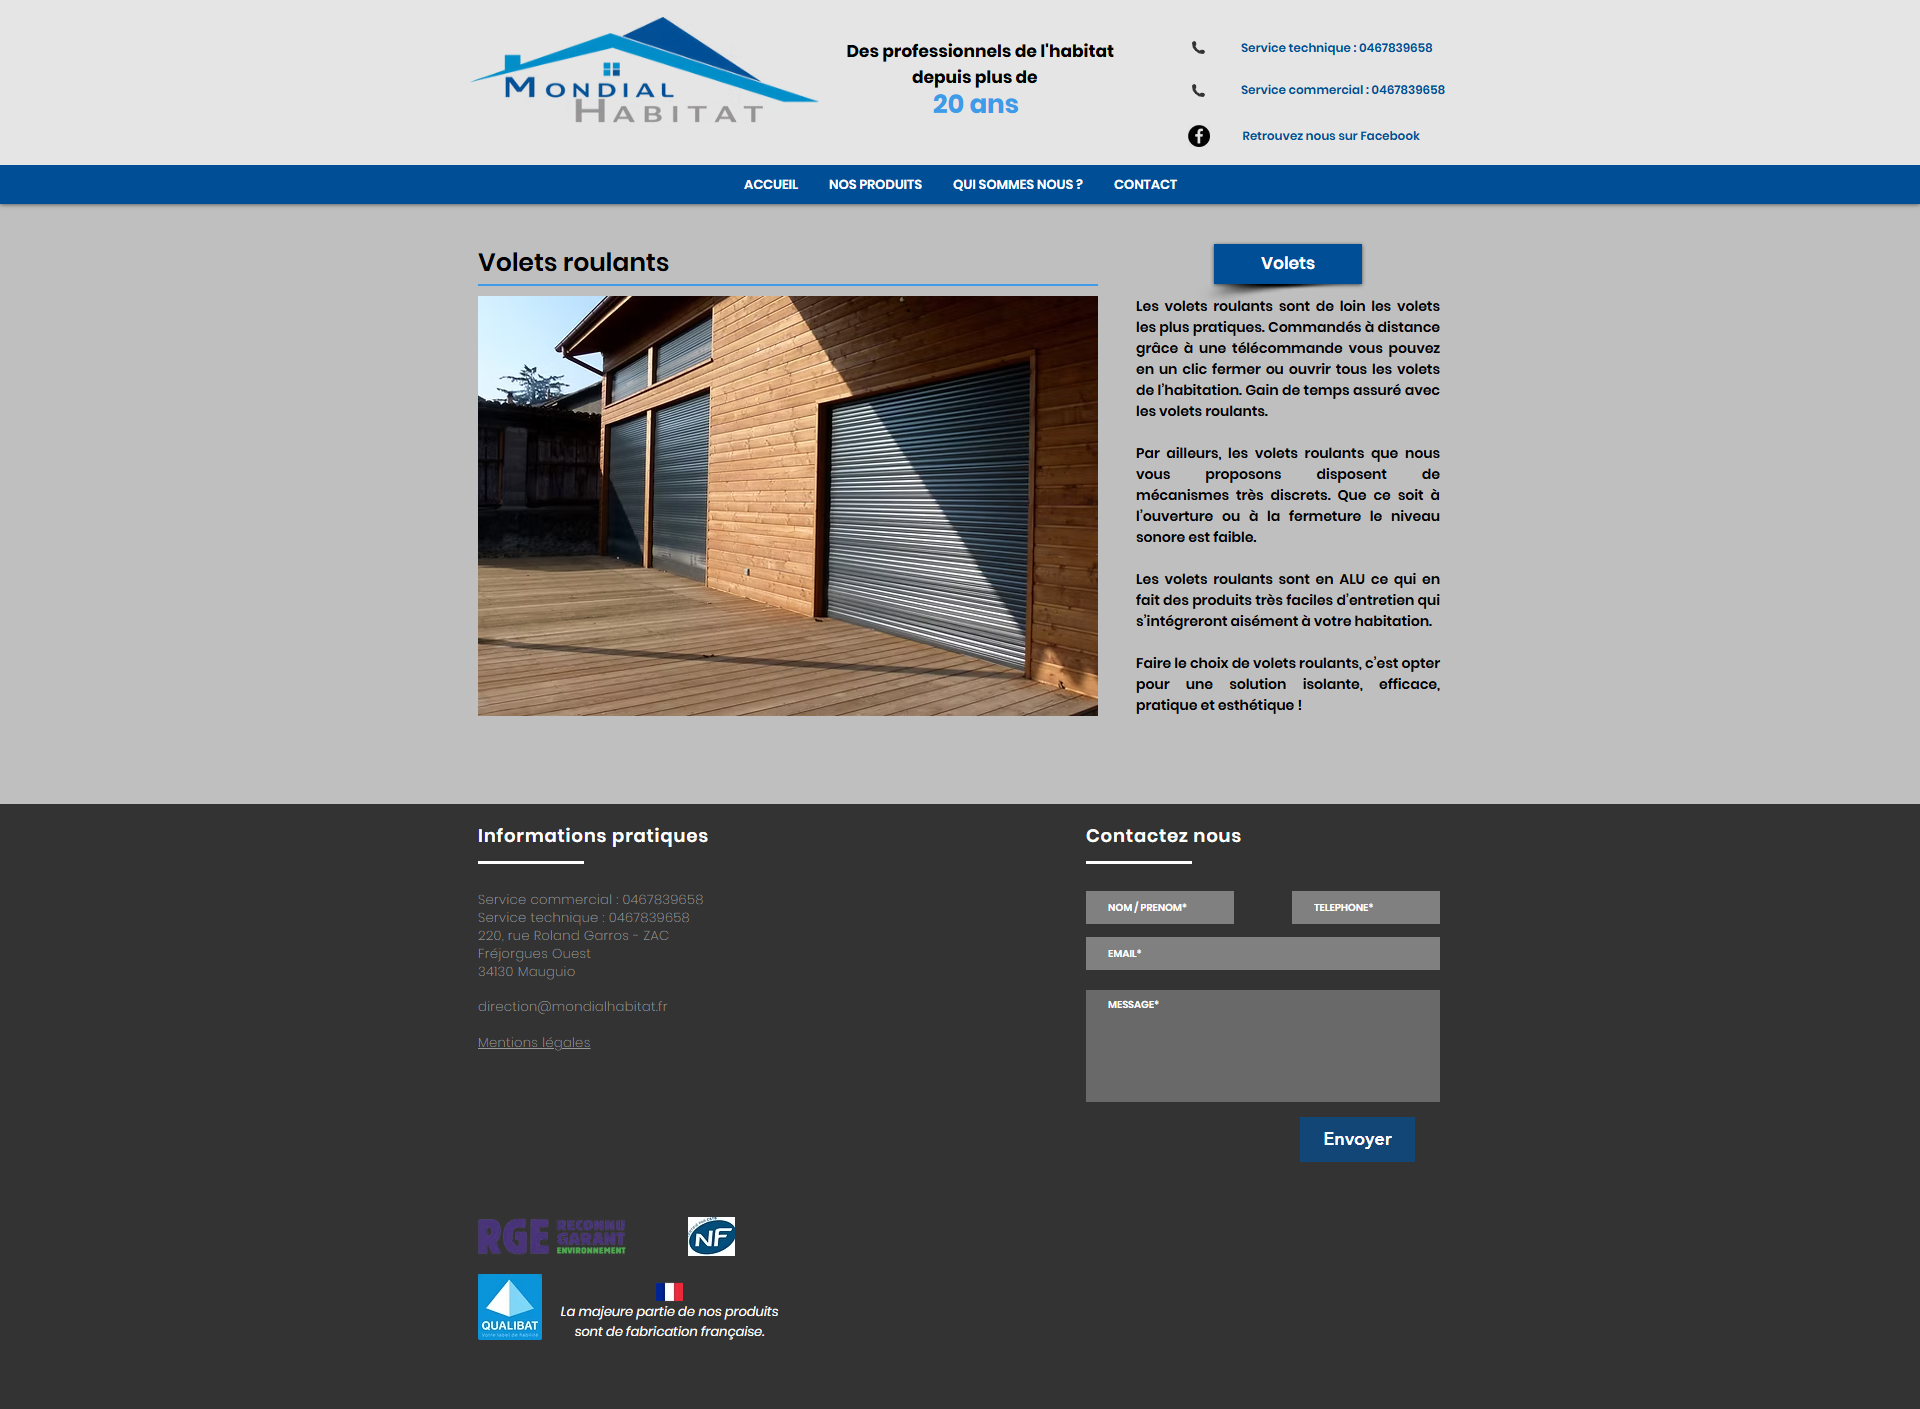 MONDIAL
HABITAT
Des professionnels de l'habitat
depuis plus de
20 ans
Service technique : 0467839658
Service commercial : 0467839658
Retrouvez nous sur Facebook
ACCUEIL
NOS PRODUITS
QUI SOMMES NOUS ?
CONTACT
Volets roulants
Volets
Les volets roulants sont de loin les volets
les plus pratiques. Commandés à distance
grâce à une télécommande vous pouvez
en un clic fermer ou ouvrir tous les volets
de l'habitation. Gain de temps assuré avec
les volets roulants.
Par ailleurs, les volets roulants que nous
vous proposons disposent de
mécanismes très discrets. Que ce soit à
l'ouverture ou à la fermeture le niveau
sonore est faible.
Les volets roulants sont en ALU ce qui en
fait des produits très faciles d'entretien qui
s'intégreront aisément à votre habitation.
Faire le choix de volets roulants, c'est opter
pour une solution isolante, efficace,
pratique et esthétique !
Informations pratiques
Service commercial : 0467839658
Service technique : 0467839658
220, rue Roland Garros - ZAC
Fréjorgues Ouest
34130 Mauguio
direction@mondialhabitat.fr
Mentions légales
Contactez nous
NOM / PRENOM*
TELEPHONE*
EMAIL*
MESSAGE*
Envoyer
RGE
RECONNU
GARANT
ENVIRONNEMENT
NF
QUALIBAT
La majeure partie de nos produits
sont de fabrication française.